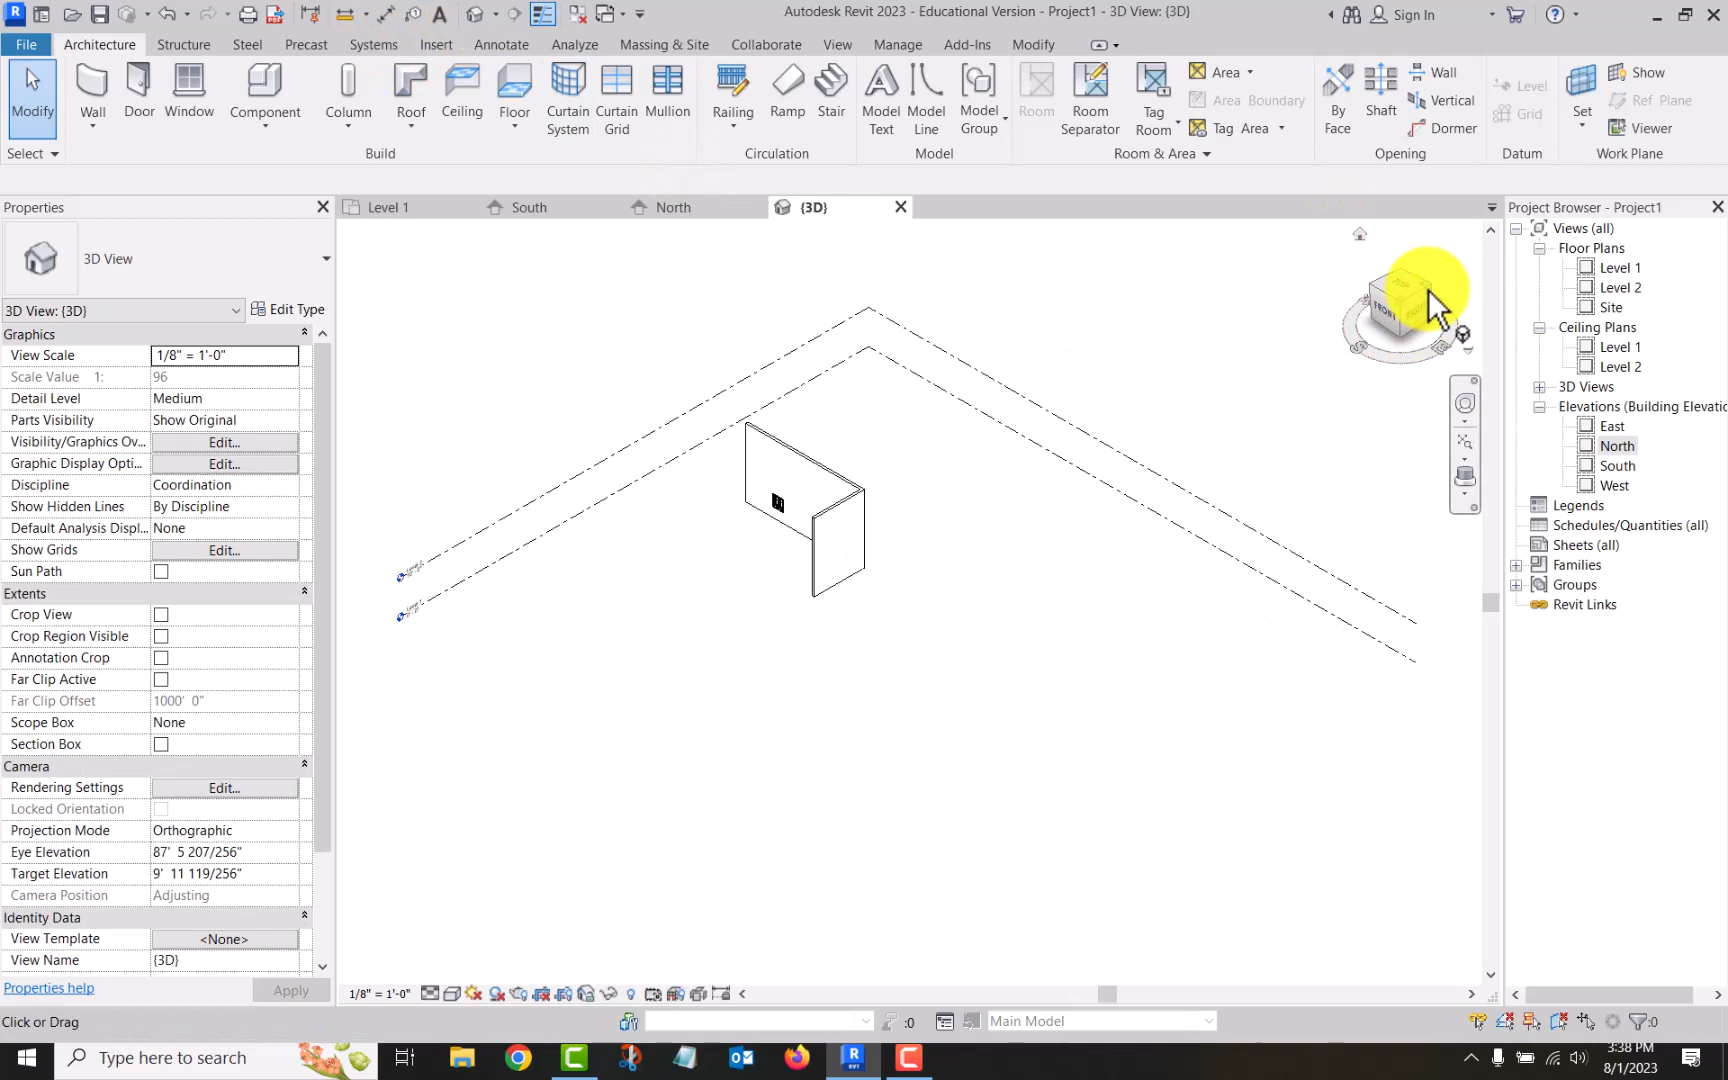 Autodesk Revit 2023 - Educational Version - Project1 - 3D View: {3D}
Sign In
File Architecture Structure Steel Precast Systems Insert Annotate Analyze Massing & Site Collaborate View Manage Add-Ins Modify
Modify
Wall
Door
Window
Component
Column
Roof
Ceiling
Floor
Curtain System
Curtain Grid
Mullion
Railing
Ramp
Stair
Model Text
Model Line
Model Group
Room
Room Separator
Tag Room
Area
Area Boundary
Tag Area
By Face
Shaft
Wall
Vertical
Dormer
Level
Grid
Set
Show
Ref Plane
Viewer
Select Build Circulation Model Room & Area Opening Datum Work Plane
Properties
Level 1 South North {3D}
Project Browser - Project1
3D View
3D View: {3D} Edit Type
Graphics
View Scale 1/8" = 1'-0"
Scale Value 1: 96
Detail Level Medium
Parts Visibility Show Original
Visibility/Graphics Ov... Edit...
Graphic Display Opti... Edit...
Discipline Coordination
Show Hidden Lines By Discipline
Default Analysis Displ... None
Show Grids Edit...
Sun Path
Extents
Crop View
Crop Region Visible
Annotation Crop
Far Clip Active
Far Clip Offset 1000' 0"
Scope Box None
Section Box
Camera
Rendering Settings Edit...
Locked Orientation
Projection Mode Orthographic
Eye Elevation 87' 5 207/256"
Target Elevation 9' 11 119/256"
Camera Position Adjusting
Identity Data
View Template <None>
View Name {3D}
Properties help Apply
TOP
FRONT
Views (all)
Floor Plans
Level 1
Level 2
Site
Ceiling Plans
Level 1
Level 2
3D Views
Elevations (Building Elevatio
East
North
South
West
Legends
Schedules/Quantities (all)
Sheets (all)
Families
Groups
Revit Links
1/8" = 1'-0"
Click or Drag
:0
Main Model
:0
Type here to search
3:38 PM
8/1/2023